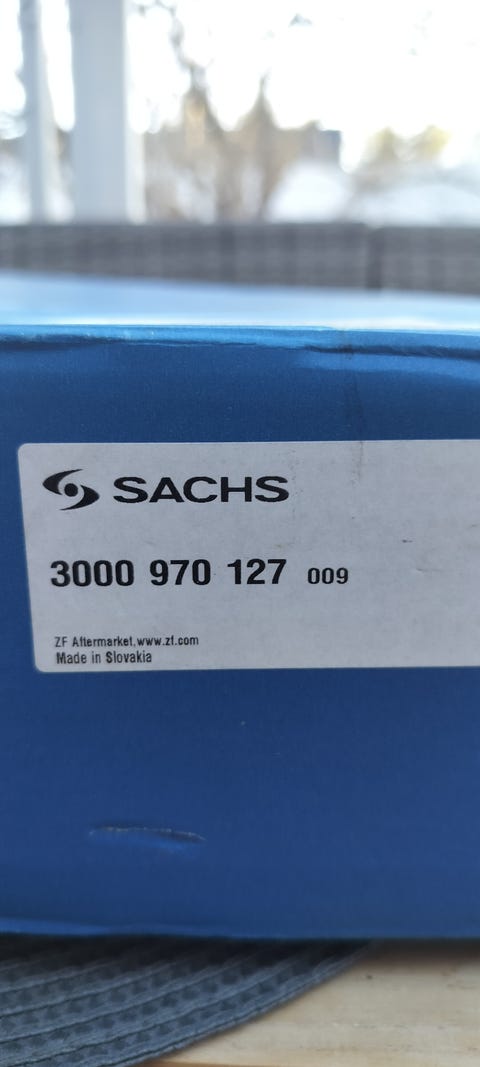 SACHS
3000 970 127 009
ZF Aftermarket, www.zf.com
Made in Slovakia